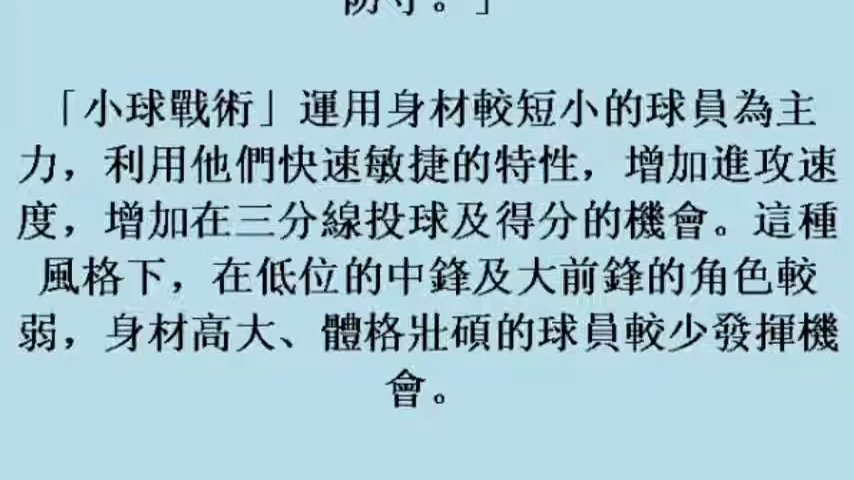 防守。」
「小球戰術」運用身材較短小的球員為主
力，利用他們快速敏捷的特性，增加進攻速
度，增加在三分線投球及得分的機會。這種
風格下，在低位的中鋒及大前鋒的角色較
弱，身材高大、體格壯碩的球員較少發揮機
會。